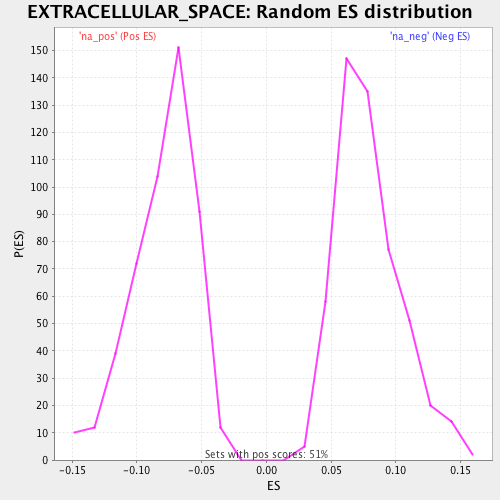 EXTRACELLULAR_SPACE: Random ES distribution
'na_pos' (Pos ES)
'na_neg' (Neg ES)
150
140
130
120
110
100
90
80
70
60
50
40
30
20
10
0
P(ES)
Sets with pos scores: 51%
-0.15 -0.10 -0.05 0.00 0.05 0.10 0.15
ES